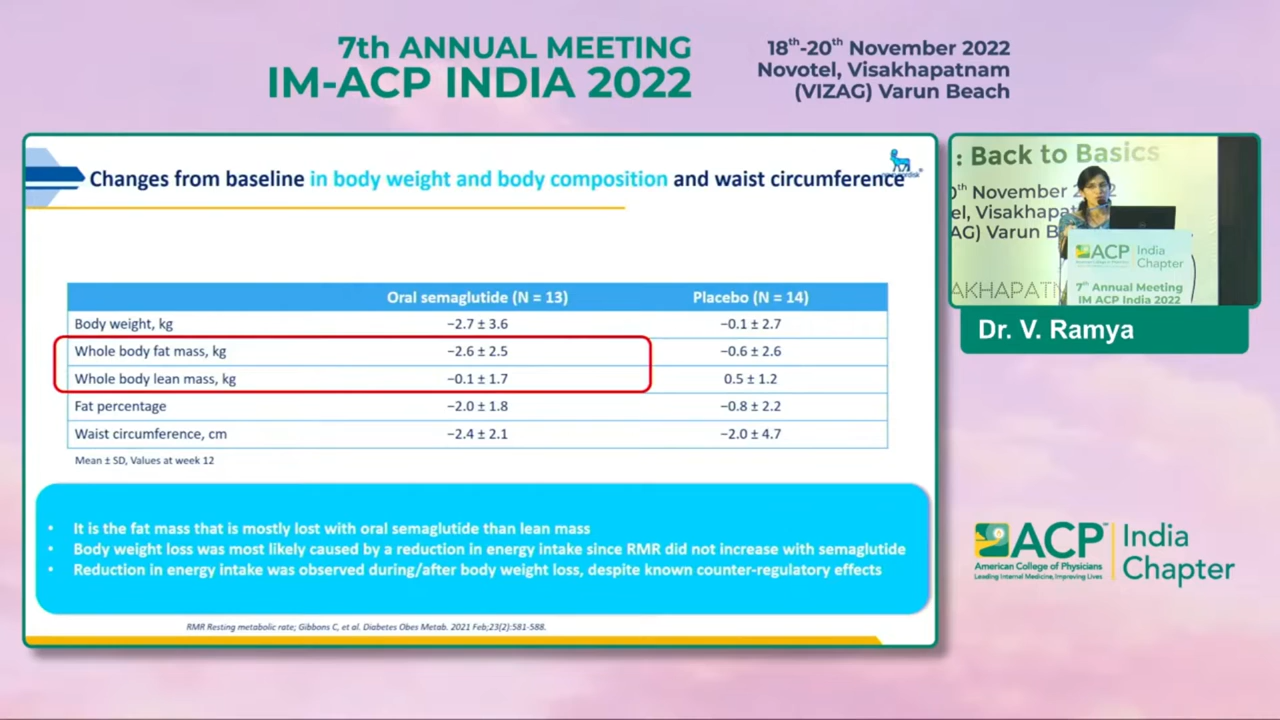 7th ANNUAL MEETING
IM-ACP INDIA 2022
18th-20th November 2022
Novotel, Visakhapatnam
(VIZAG) Varun Beach
Changes from baseline in body weight and body composition and waist circumference
Oral semaglutide (N = 13) Placebo (N = 14)
Body weight, kg −2.7 ± 3.6 −0.1 ± 2.7
Whole body fat mass, kg −2.6 ± 2.5 −0.6 ± 2.6
Whole body lean mass, kg −0.1 ± 1.7 0.5 ± 1.2
Fat percentage −2.0 ± 1.8 −0.8 ± 2.2
Waist circumference, cm −2.4 ± 2.1 −2.0 ± 4.7
Mean ± SD, Values at week 12
• It is the fat mass that is mostly lost with oral semaglutide than lean mass
• Body weight loss was most likely caused by a reduction in energy intake since RMR did not increase with semaglutide
• Reduction in energy intake was observed during/after body weight loss, despite known counter-regulatory effects
RMR Resting metabolic rate; Gibbons C, et al. Diabetes Obes Metab. 2021 Feb;23(2):581-588.
: Back to Basics
0th November 2 22
el, Visakhapat
AG) Varun B
AKHAPATN
ACP India
Chapter
7th Annual Meeting
IM ACP India 2022
Dr. V. Ramya
ACP™ India
American College of Physicians Chapter
Leading Internal Medicine, Improving Lives